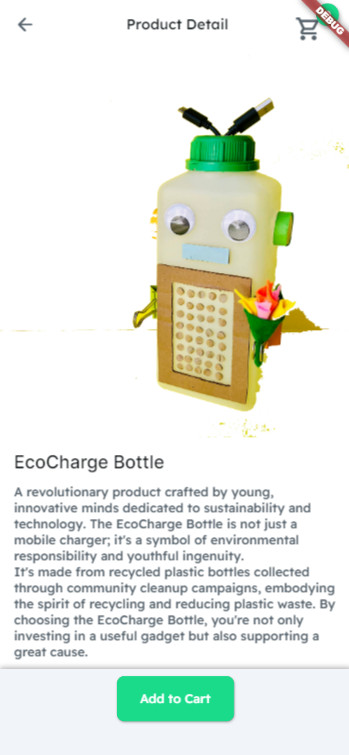 Product Detail
DEBUG
EcoCharge Bottle
A revolutionary product crafted by young,
innovative minds dedicated to sustainability and
technology. The EcoCharge Bottle is not just a
mobile charger; it's a symbol of environmental
responsibility and youthful ingenuity.
It's made from recycled plastic bottles collected
through community cleanup campaigns, embodying
the spirit of recycling and reducing plastic waste. By
choosing the EcoCharge Bottle, you're not only
investing in a useful gadget but also supporting a
great cause.
Add to Cart